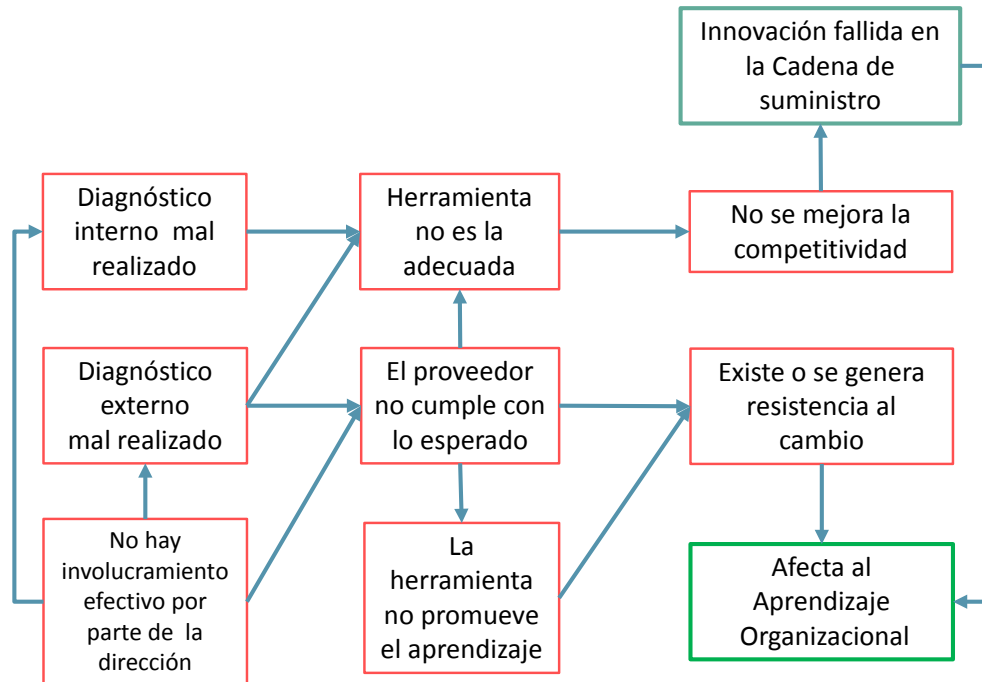 Innovación fallida en
la Cadena de
suministro
Diagnóstico
interno mal
realizado
Herramienta
no es la
adecuada
No se mejora la
competitividad
Diagnóstico
externo
mal realizado
El proveedor
no cumple con
lo esperado
Existe o se genera
resistencia al
cambio
No hay
involucramiento
efectivo por
parte de la
dirección
La
herramienta
no promueve
el aprendizaje
Afecta al
Aprendizaje
Organizacional